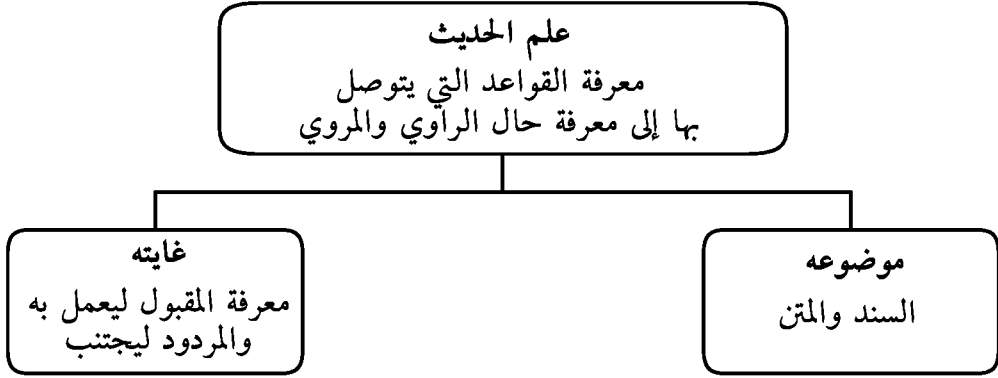 علم الحديث
معرفة القواعد التي يتوصل
بها إلى معرفة حال الراوي والمروي
موضوعه
السند والمتن
غايته
معرفة المقبول ليعمل به
والمردود ليجتنب